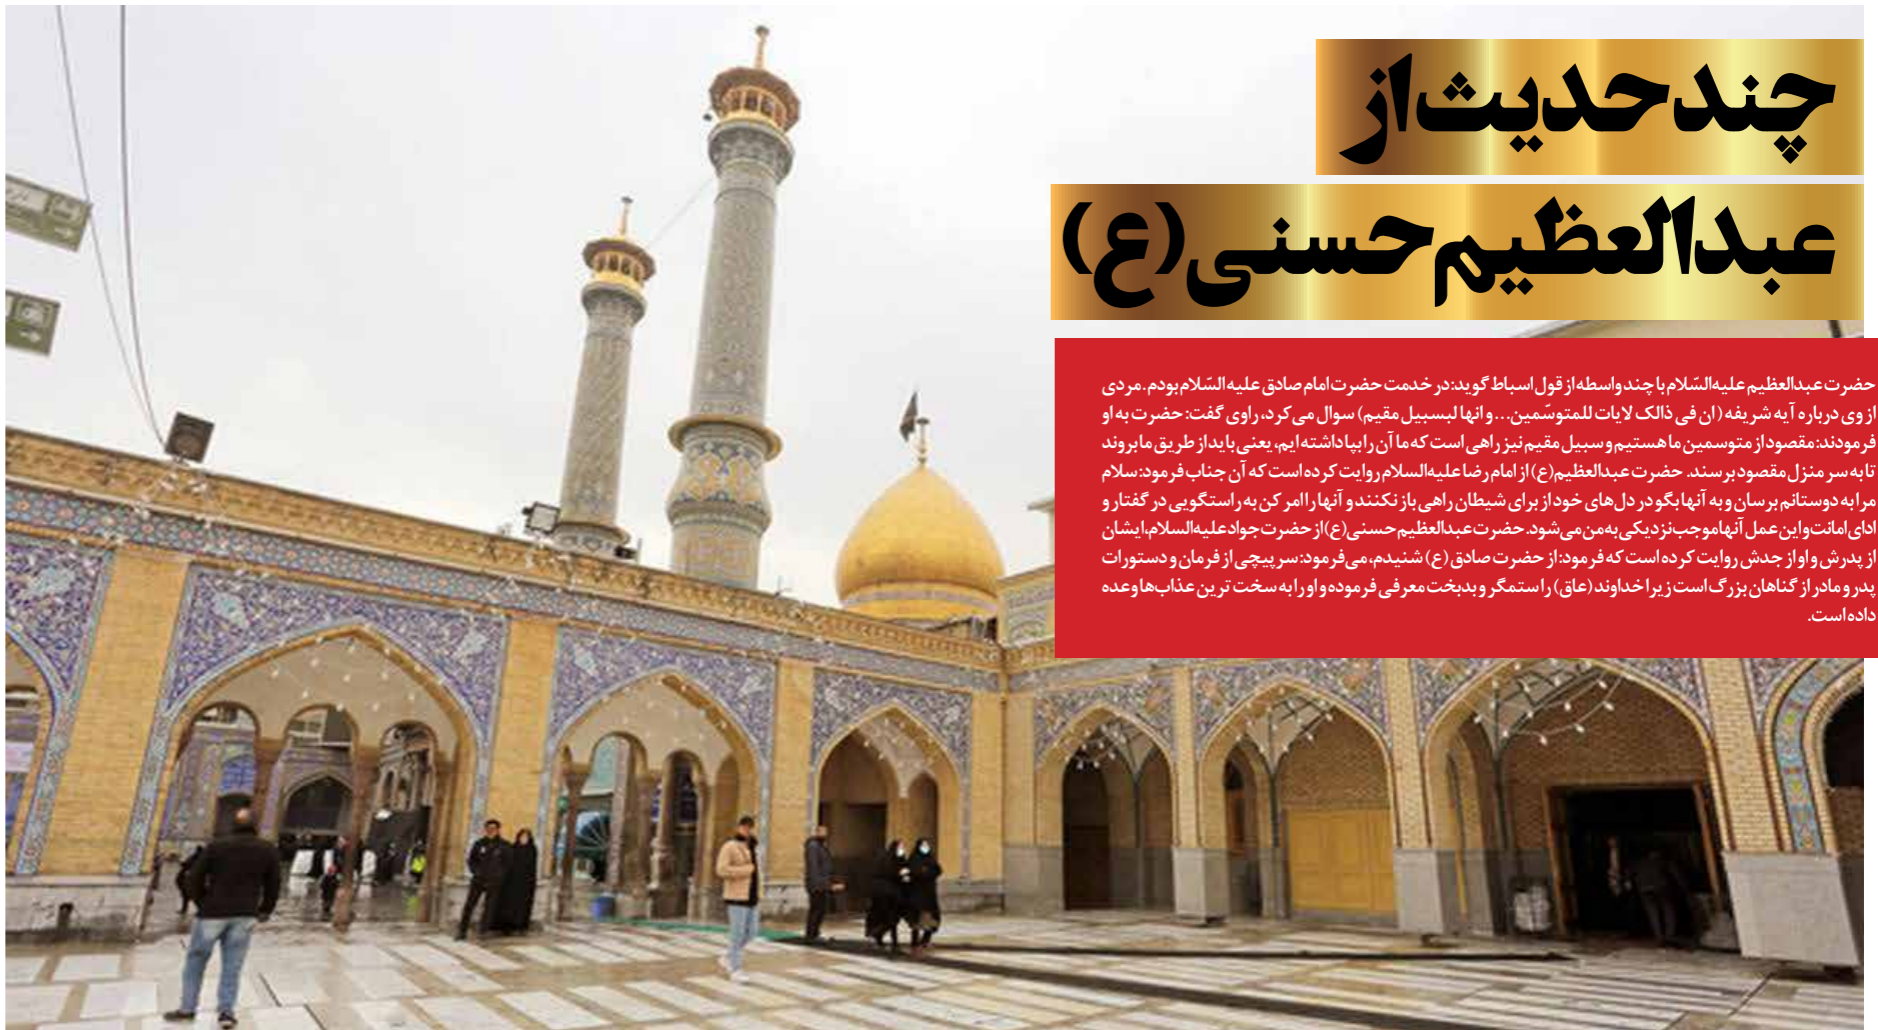 چند حدیث از
عبدالعظیم حسنی (ع)
حضرت عبدالعظیم علیه‌السّلام با چند واسطه از قول اسباط گوید: در خدمت حضرت امام صادق علیه السّلام بودم. مردی
از وی درباره آیه شریفه (ان فی ذالک لایات للمتوسّمین... و انها لبسبیل مقیم) سوال می‌کرد، راوی گفت: حضرت به او
فرمودند: مقصود از متوسمین ما هستیم و سبیل مقیم نیز راهی است که ما آن را بپا داشته ایم، یعنی باید از طریق ما بروند
تا به سر منزل مقصود برسند. حضرت عبدالعظیم(ع) از امام رضا علیه‌السلام روایت کرده است که آن جناب فرمود: سلام
مرا به دوستانم برسان و به آنها بگو در دل‌های خود از برای شیطان راهی باز نکنند و آنها را امر کن به راستگویی در گفتار و
ادای امانت و این عمل آنها موجب نزدیکی به من می‌شود. حضرت عبدالعظیم حسنی(ع) از حضرت جواد علیه‌السلام، ایشان
از پدرش و او از جدش روایت کرده است که فرمود: از حضرت صادق (ع) شنیدم، می‌فرمود: سرپیچی از فرمان و دستورات
پدر و مادر از گناهان بزرگ است زیرا خداوند (عاق) را ستمگر و بدبخت معرفی فرموده و او را به سخت ترین عذاب‌ها وعده
داده است.